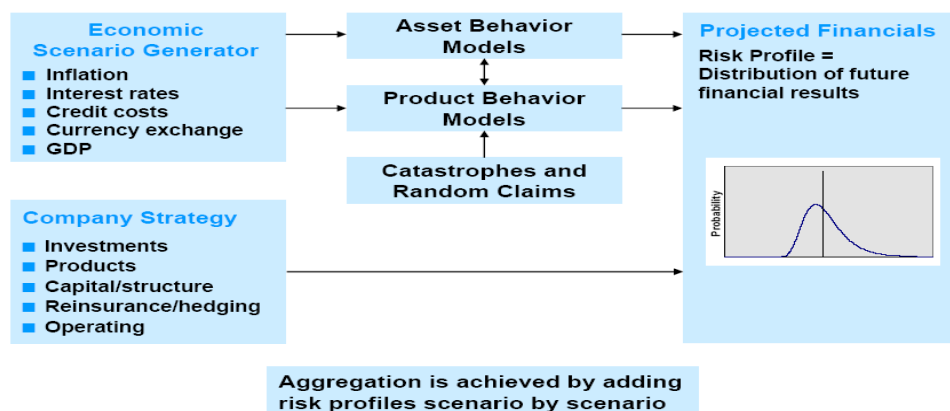 Economic
Scenario Generator
Inflation
Interest rates
Credit costs
Currency exchange
GDP
Asset Behavior
Models
Product Behavior
Models
Catastrophes and
Random Claims
Projected Financials
Risk Profile =
Distribution of future
financial results
Probability
Company Strategy
Investments
Products
Capital/structure
Reinsurance/hedging
Operating
Aggregation is achieved by adding
risk profiles scenario by scenario